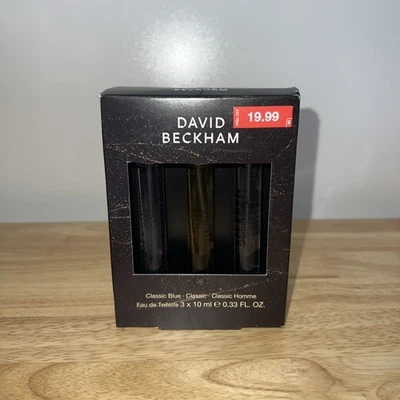 DAVID
BECKHAM
19.99
Classic Blue · Classic · Classic Homme
Eau de Toilette 3 x 10 ml ℮ 0.33 FL. OZ.